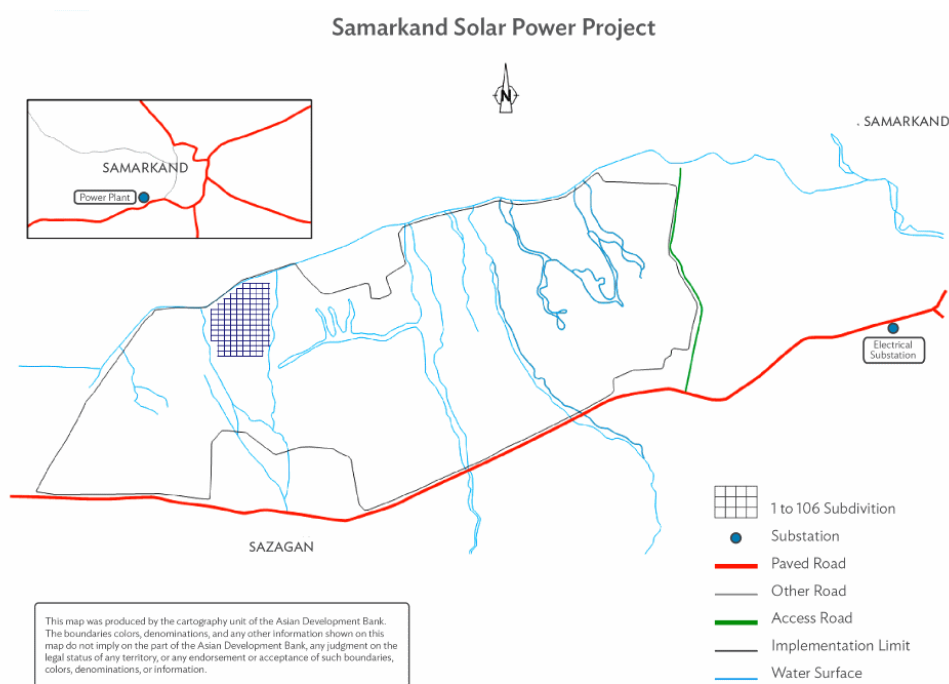 Samarkand Solar Power Project
N
SAMARKAND
Power Plant
. SAMARKAND
Electrical
Substation
SAZAGAN
1 to 106 Subdivition
Substation
Paved Road
Other Road
Access Road
Implementation Limit
Water Surface
This map was produced by the cartography unit of the Asian Development Bank.
The boundaries colors, denominations, and any other information shown on this
map do not imply on the part of the Asian Development Bank, any judgment on the
legal status of any territory, or any endorsement or acceptance of such boundaries,
colors, denominations, or information.